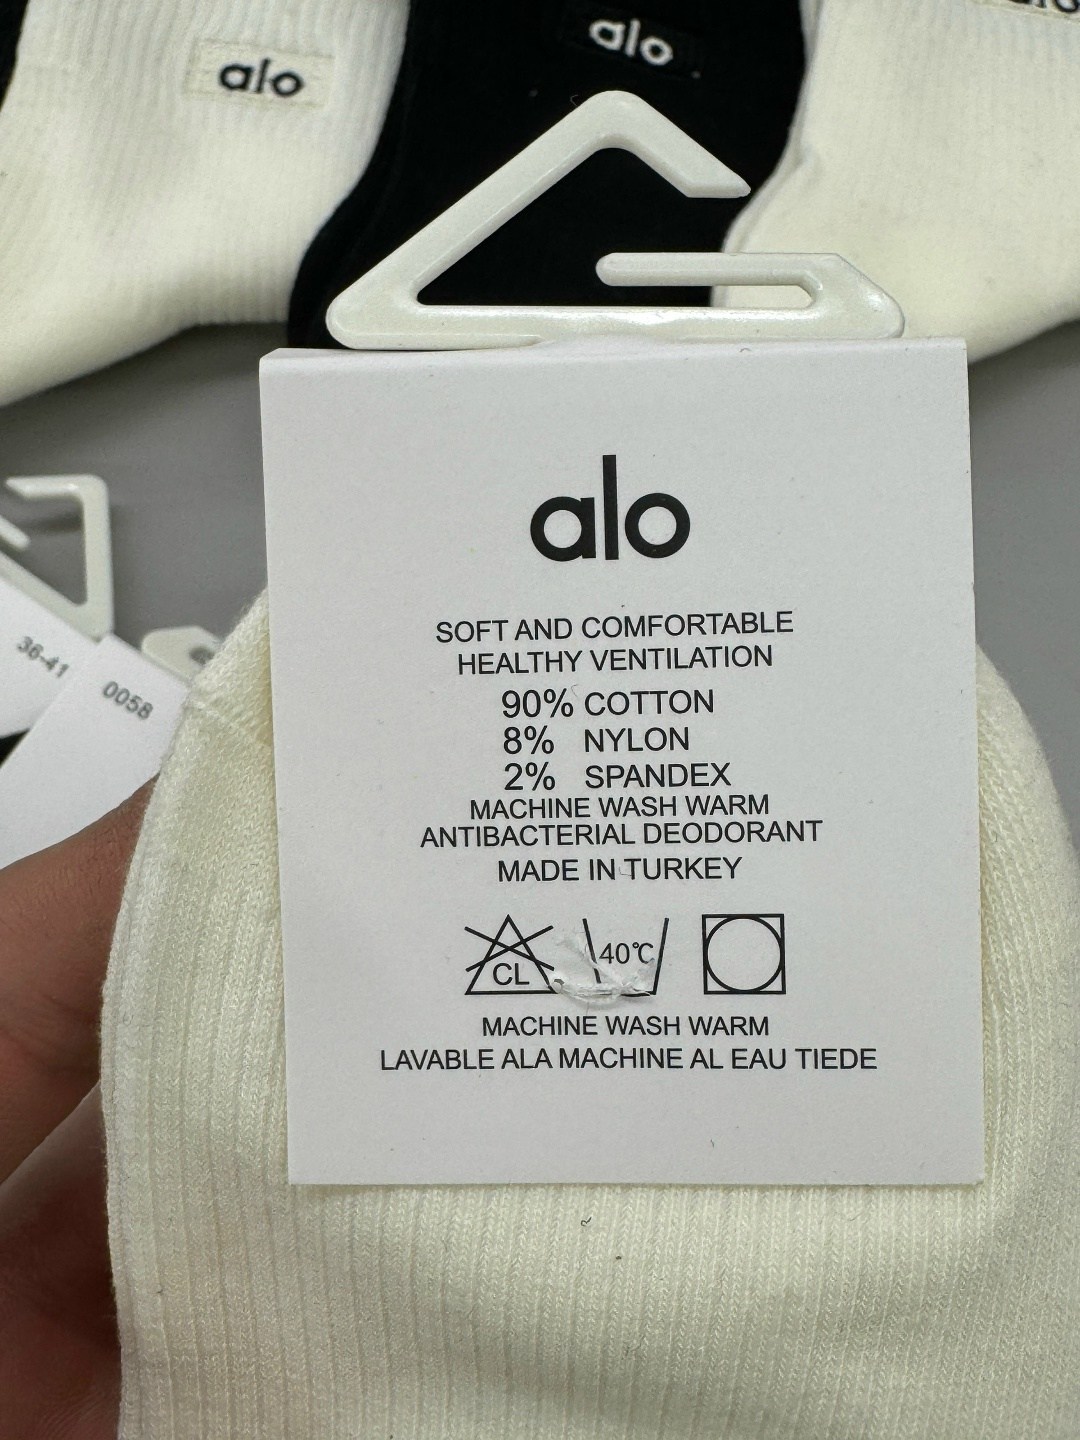 alo
alo
36-41
0058
alo
SOFT AND COMFORTABLE
HEALTHY VENTILATION
90% COTTON
8% NYLON
2% SPANDEX
MACHINE WASH WARM
ANTIBACTERIAL DEODORANT
MADE IN TURKEY
CL
40℃
MACHINE WASH WARM
LAVABLE ALA MACHINE AL EAU TIEDE